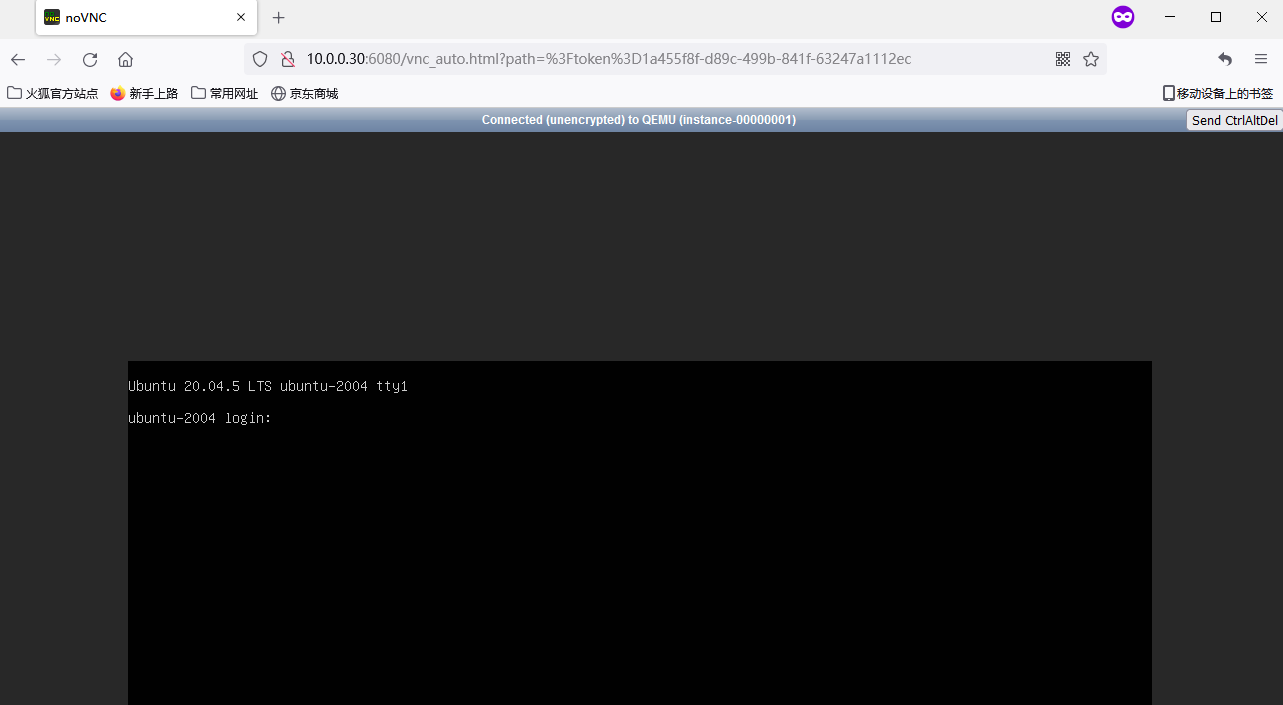 noVNC
10.0.0.30:6080/vnc_auto.html?path=%3Ftoken%3D1a455f8f-d89c-499b-841f-63247a1112ec
火狐官方站点 新手上路 常用网址 京东商城 移动设备上的书签
Connected (unencrypted) to QEMU (instance-00000001) Send CtrlAltDel
Ubuntu 20.04.5 LTS ubuntu-2004 tty1
ubuntu-2004 login: